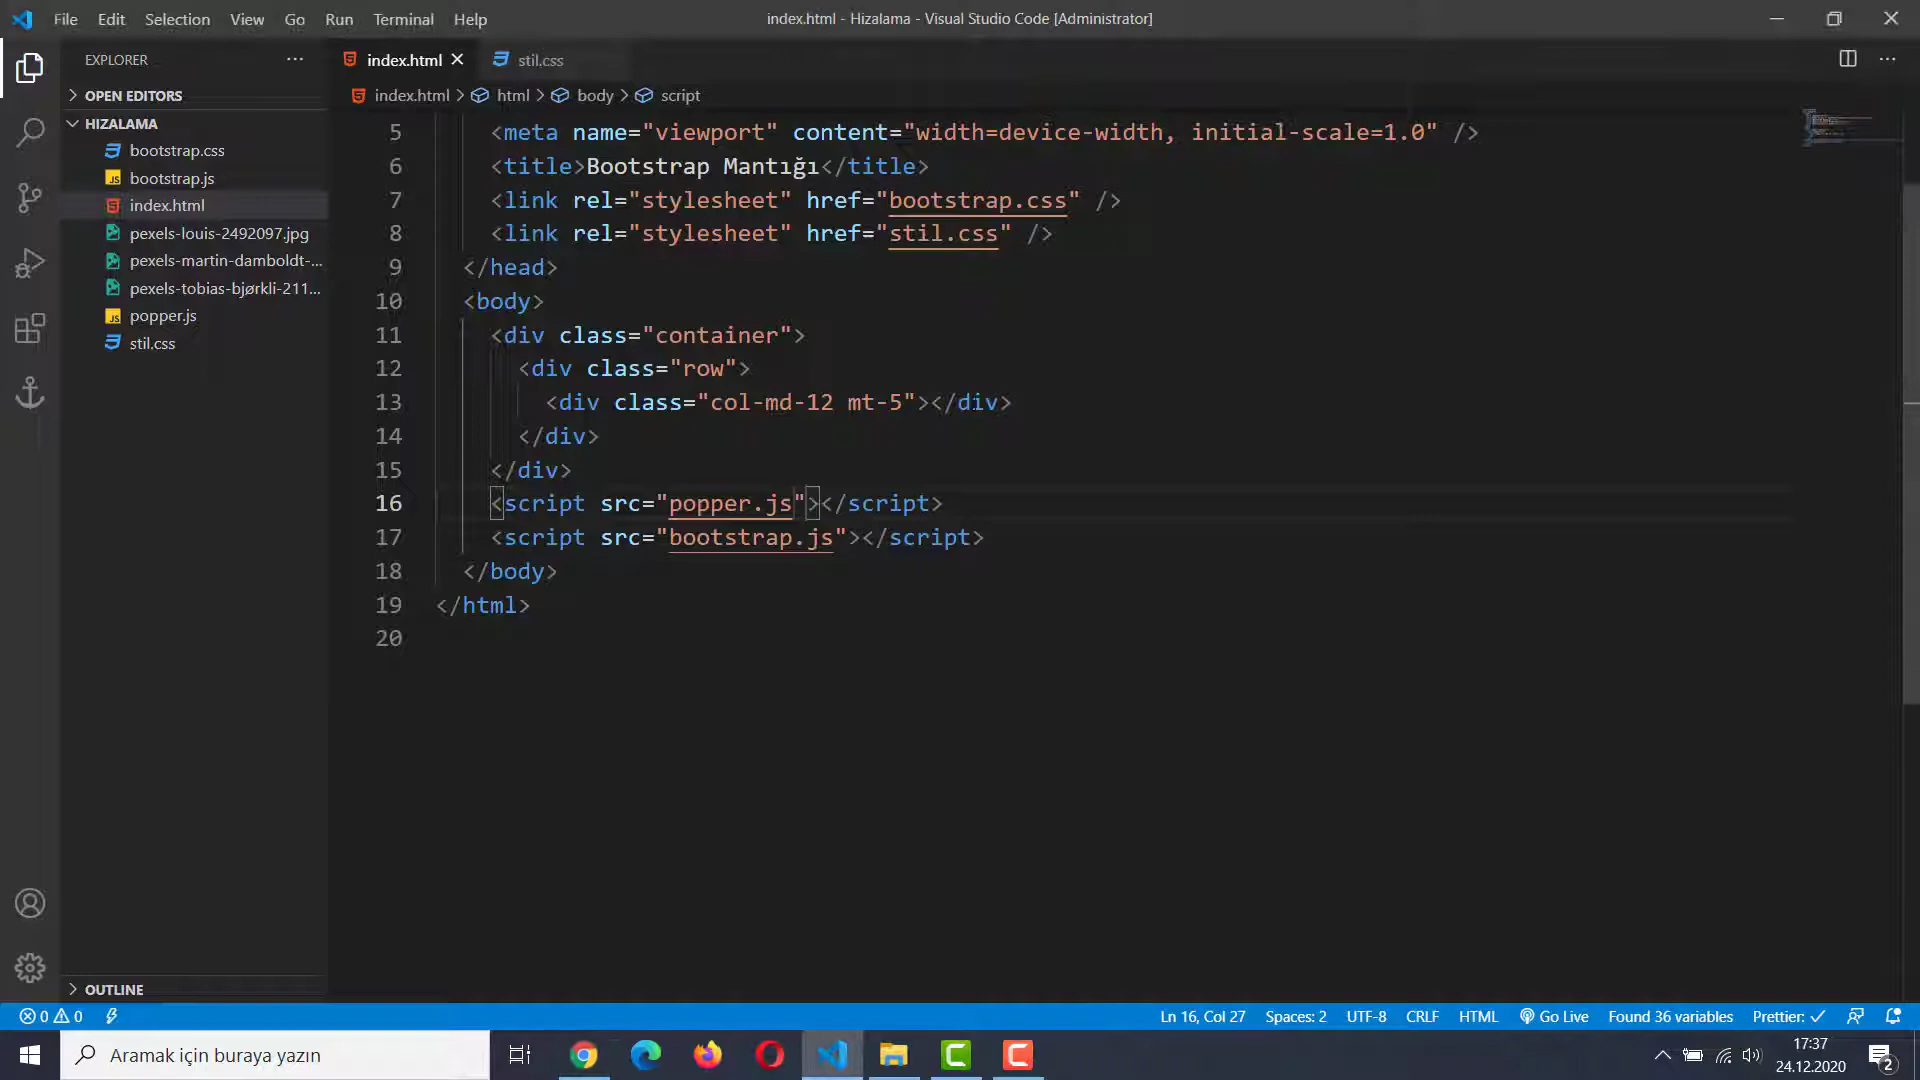 File Edit Selection View Go Run Terminal Help
index.html - Hizalama - Visual Studio Code [Administrator]
EXPLORER
index.html
stil.css
OPEN EDITORS
index.html > html > body > script
HIZALAMA
bootstrap.css
bootstrap.js
index.html
pexels-louis-2492097.jpg
pexels-martin-damboldt-...
pexels-tobias-bjørkli-211...
popper.js
stil.css
5 <meta name="viewport" content="width=device-width, initial-scale=1.0" />
6 <title>Bootstrap Mantığı</title>
7 <link rel="stylesheet" href="bootstrap.css" />
8 <link rel="stylesheet" href="stil.css" />
9 </head>
10 <body>
11 <div class="container">
12 <div class="row">
13 <div class="col-md-12 mt-5"></div>
14 </div>
15 </div>
16 <script src="popper.js"></script>
17 <script src="bootstrap.js"></script>
18 </body>
19 </html>
20
OUTLINE
0 0
Ln 16, Col 27 Spaces: 2 UTF-8 CRLF HTML Go Live Found 36 variables Prettier: ✓
Aramak için buraya yazın
17:37
24.12.2020
2